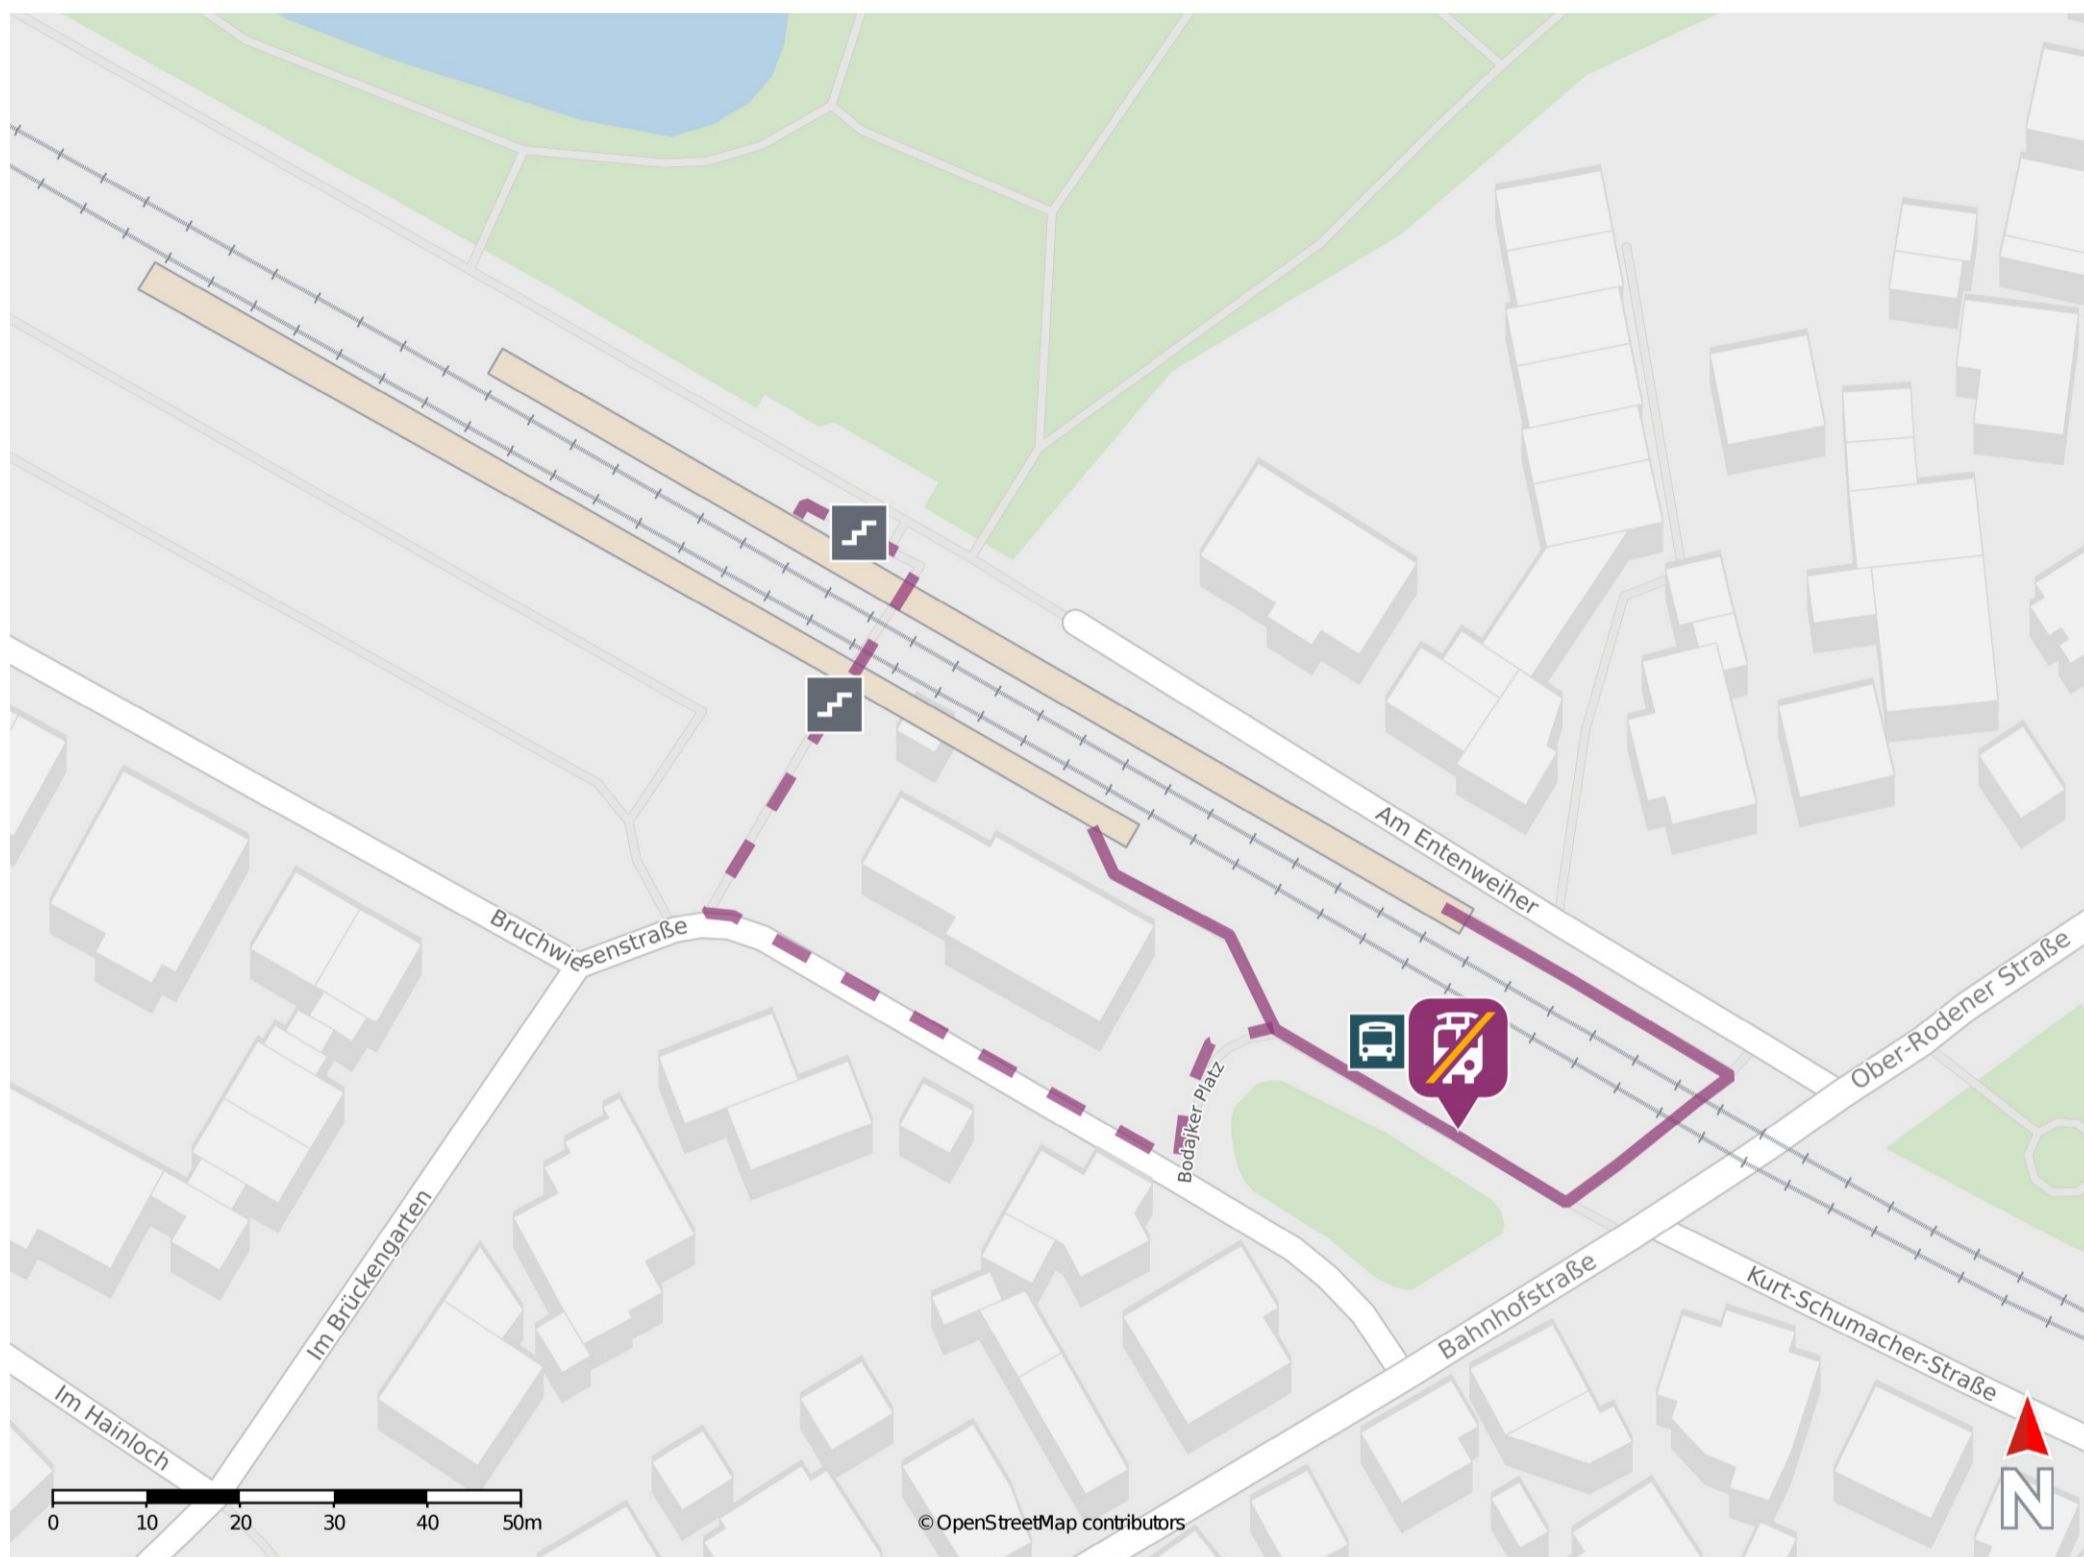 Am Entenweiher
Ober-Rodener Straße
Bruchwiesenstraße
Bodajker Platz
Bahnhofstraße
Kurt-Schumacher-Straße
Im Brückengarten
Im Hainloch
N
0 10 20 30 40 50m
© OpenStreetMap contributors